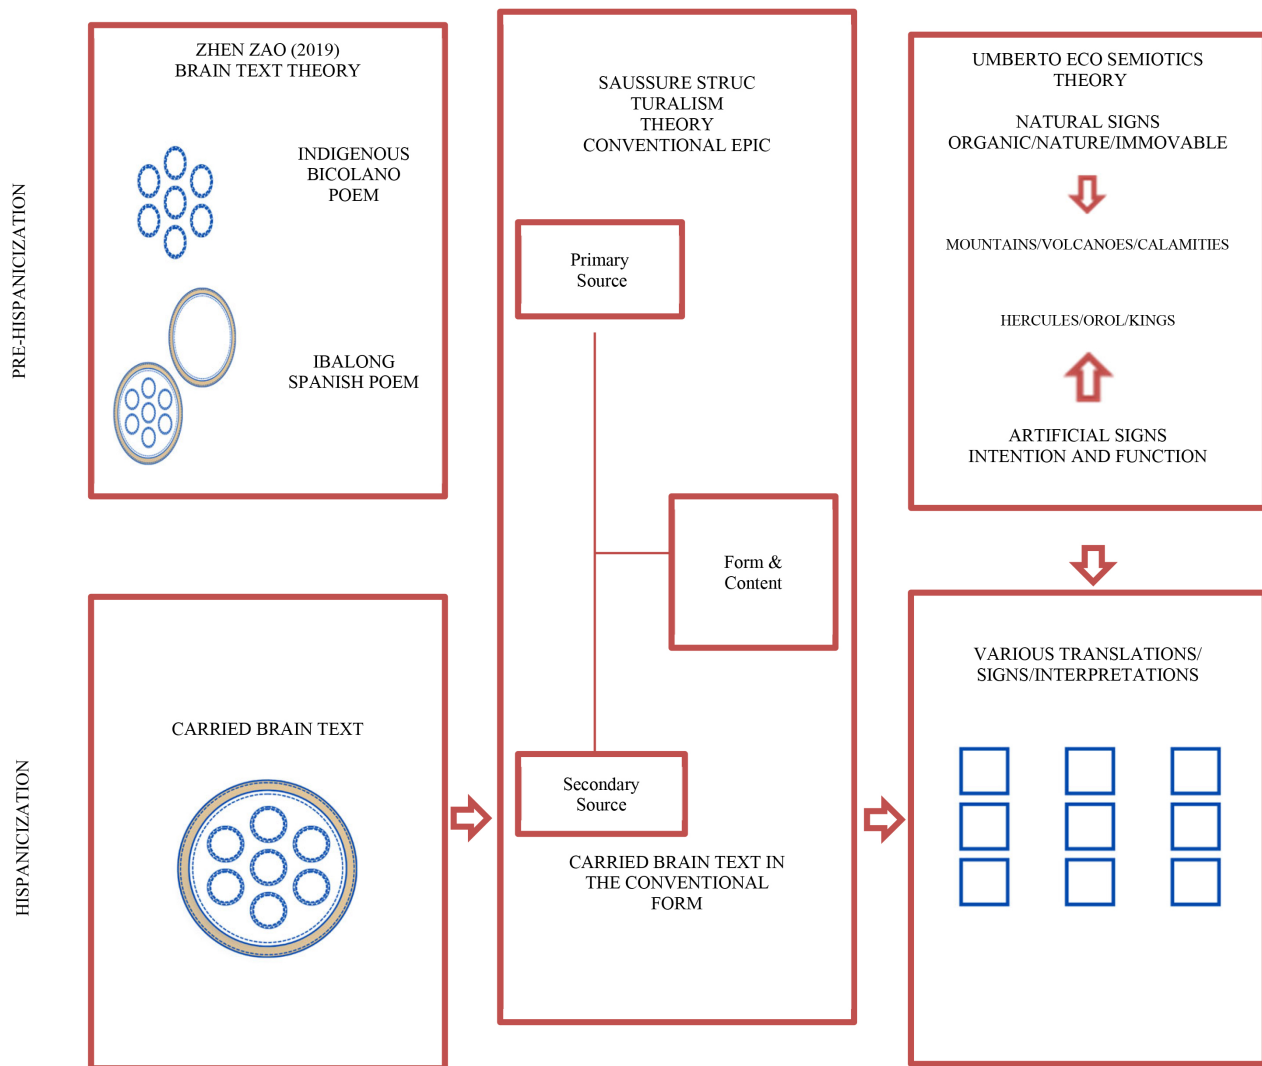 PRE-HISPANICIZATION
ZHEN ZAO (2019)
BRAIN TEXT THEORY
INDIGENOUS
BICOLANO
POEM
IBALONG
SPANISH POEM
SAUSSURE STRUC
TURALISM
THEORY
CONVENTIONAL EPIC
Primary
Source
Form &
Content
Secondary
Source
CARRIED BRAIN TEXT IN
THE CONVENTIONAL
FORM
UMBERTO ECO SEMIOTICS
THEORY
NATURAL SIGNS
ORGANIC/NATURE/IMMOVABLE
MOUNTAINS/VOLCANOES/CALAMITIES
HERCULES/OROL/KINGS
ARTIFICIAL SIGNS
INTENTION AND FUNCTION
HISPANICIZATION
CARRIED BRAIN TEXT
VARIOUS TRANSLATIONS/
SIGNS/INTERPRETATIONS